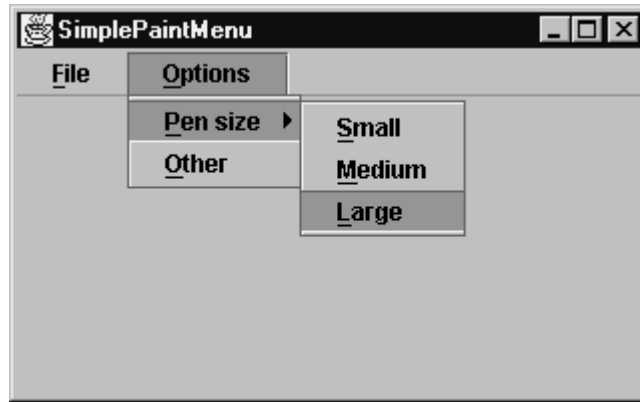 SimplePaintMenu
File Options
Pen size Small
Other Medium
Large